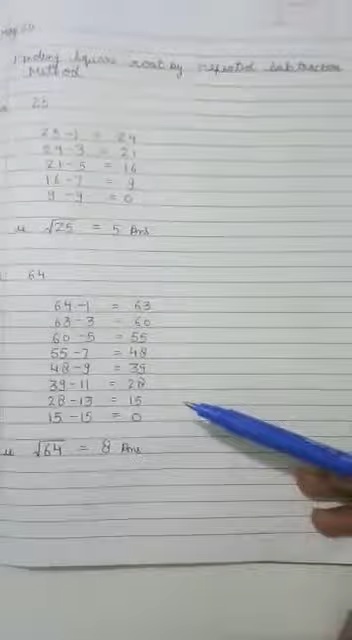 finding Square root by repeated subtraction
Method
25
25 - 1 = 24
24 - 3 = 21
21 - 5 = 16
16 - 7 = 9
9 - 9 = 0
√25 = 5 Ans
64
64 - 1 = 63
63 - 3 = 60
60 - 5 = 55
55 - 7 = 48
48 - 9 = 39
39 - 11 = 28
28 - 13 = 15
15 - 15 = 0
√64 = 8 Ans